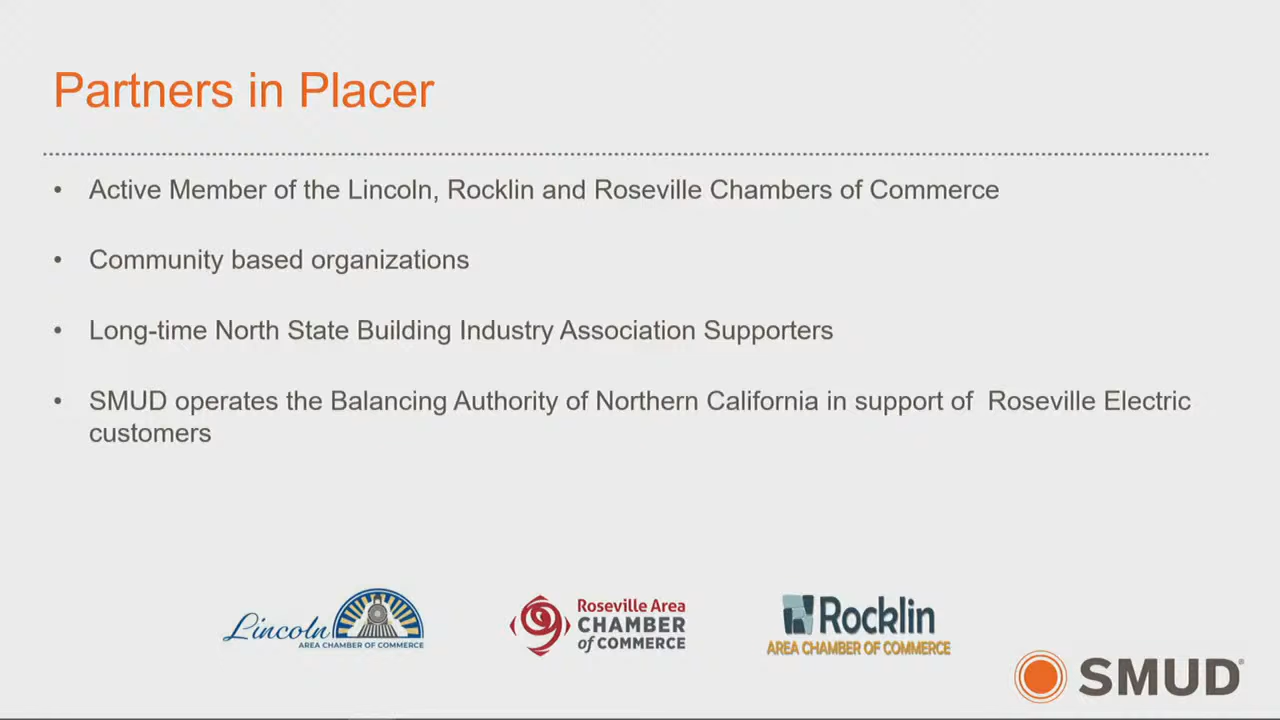 Partners in Placer
• Active Member of the Lincoln, Rocklin and Roseville Chambers of Commerce
• Community based organizations
• Long-time North State Building Industry Association Supporters
• SMUD operates the Balancing Authority of Northern California in support of  Roseville Electric
customers
Lincoln
AREA CHAMBER OF COMMERCE
Roseville Area
CHAMBER
of COMMERCE
Rocklin
AREA CHAMBER OF COMMERCE
SMUD®